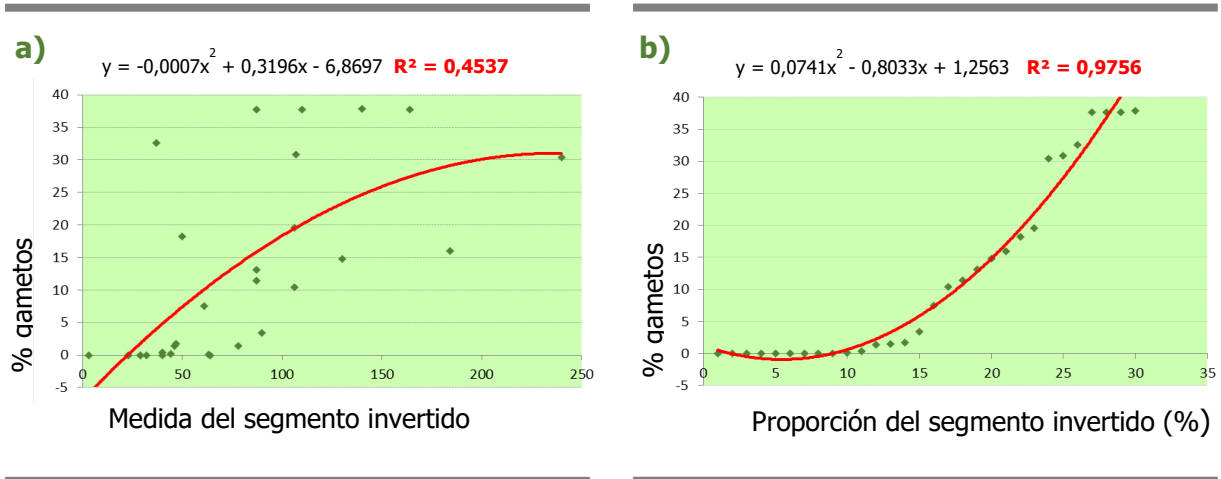 a)
y = -0,0007x² + 0,3196x - 6,8697 R² = 0,4537
40
35
30
25
20
15
10
5
0
-5
0 50 100 150 200 250
% gametos
Medida del segmento invertido
b)
y = 0,0741x² - 0,8033x + 1,2563 R² = 0,9756
40
35
30
25
20
15
10
5
0
-5
0 5 10 15 20 25 30 35
% gametos
Proporción del segmento invertido (%)